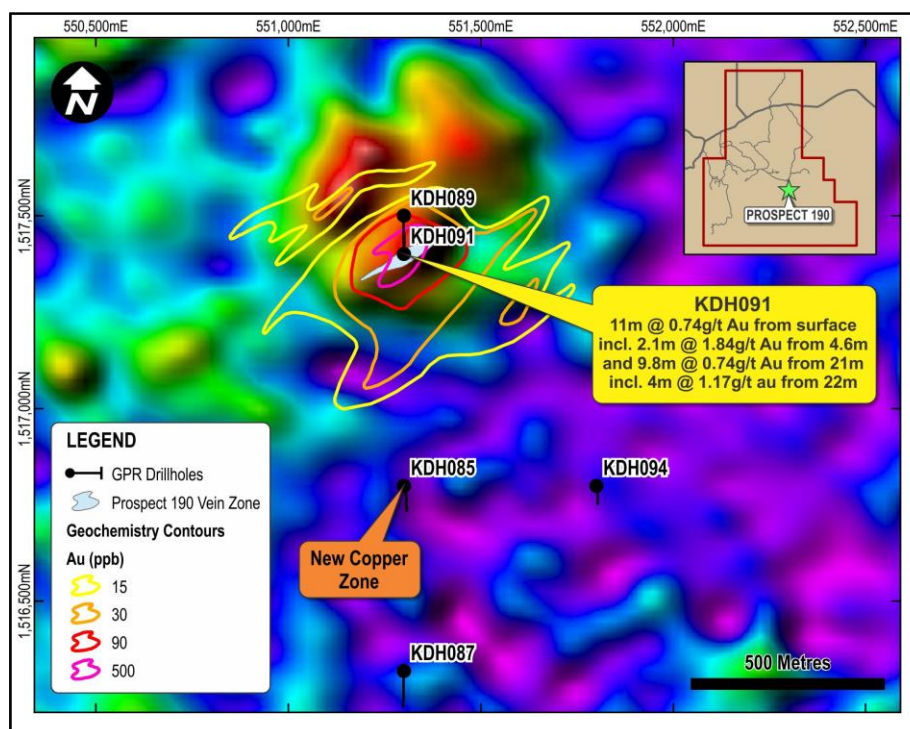 550,500mE
551,000mE
551,500mE
552,000mE
552,500mE
N
PROSPECT 190
1,517,500mN
KDH089
KDH091
KDH091
11m @ 0.74g/t Au from surface
incl. 2.1m @ 1.84g/t Au from 4.6m
and 9.8m @ 0.74g/t Au from 21m
incl. 4m @ 1.17g/t au from 22m
1,517,000mN
LEGEND
GPR Drillholes
Prospect 190 Vein Zone
Geochemistry Contours
Au (ppb)
15
30
90
500
KDH085
KDH094
New Copper
Zone
1,516,500mN
KDH087
500 Metres